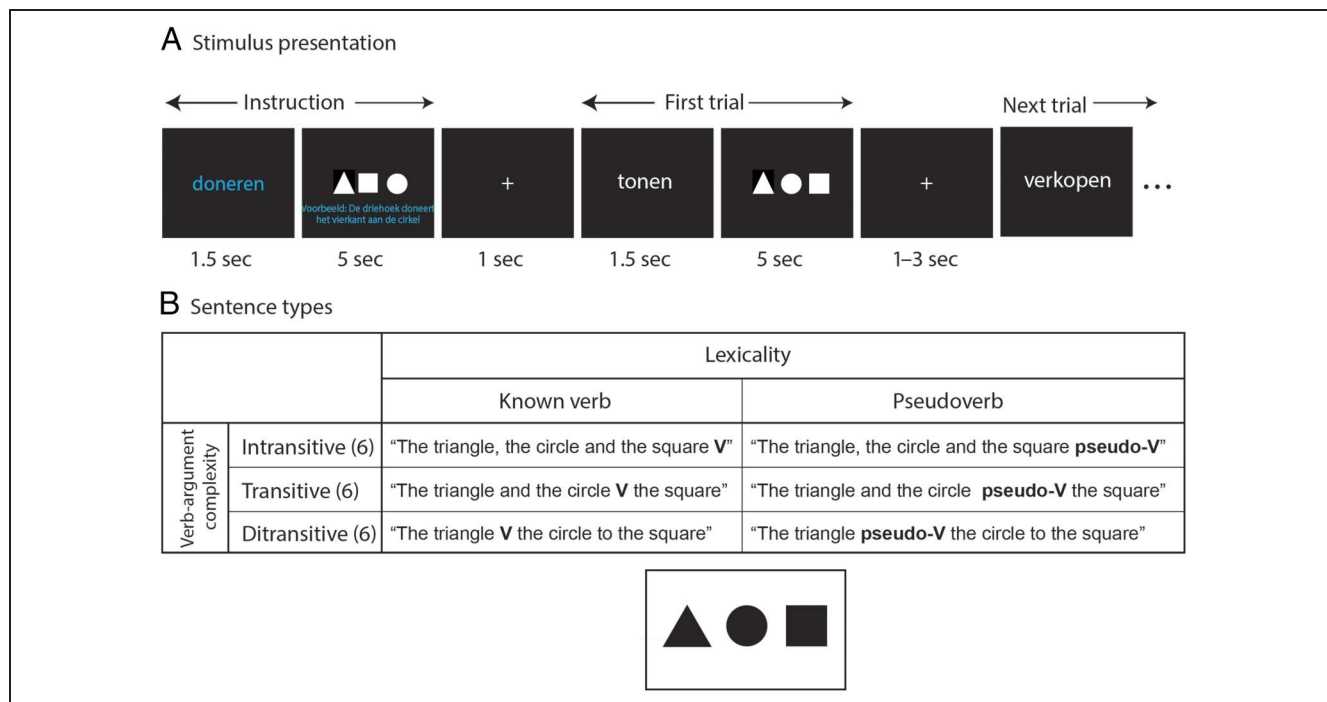 A Stimulus presentation
Instruction First trial Next trial
doneren
Voorbeeld: De driehoek doneert
het vierkant aan de cirkel
+
tonen
+
verkopen
...
1.5 sec 5 sec 1 sec 1.5 sec 5 sec 1–3 sec
B Sentence types
Lexicality
Known verb Pseudoverb
Verb-argument
complexity
Intransitive (6) “The triangle, the circle and the square V” “The triangle, the circle and the square pseudo-V”
Transitive (6) “The triangle and the circle V the square” “The triangle and the circle pseudo-V the square”
Ditransitive (6) “The triangle V the circle to the square” “The triangle pseudo-V the circle to the square”